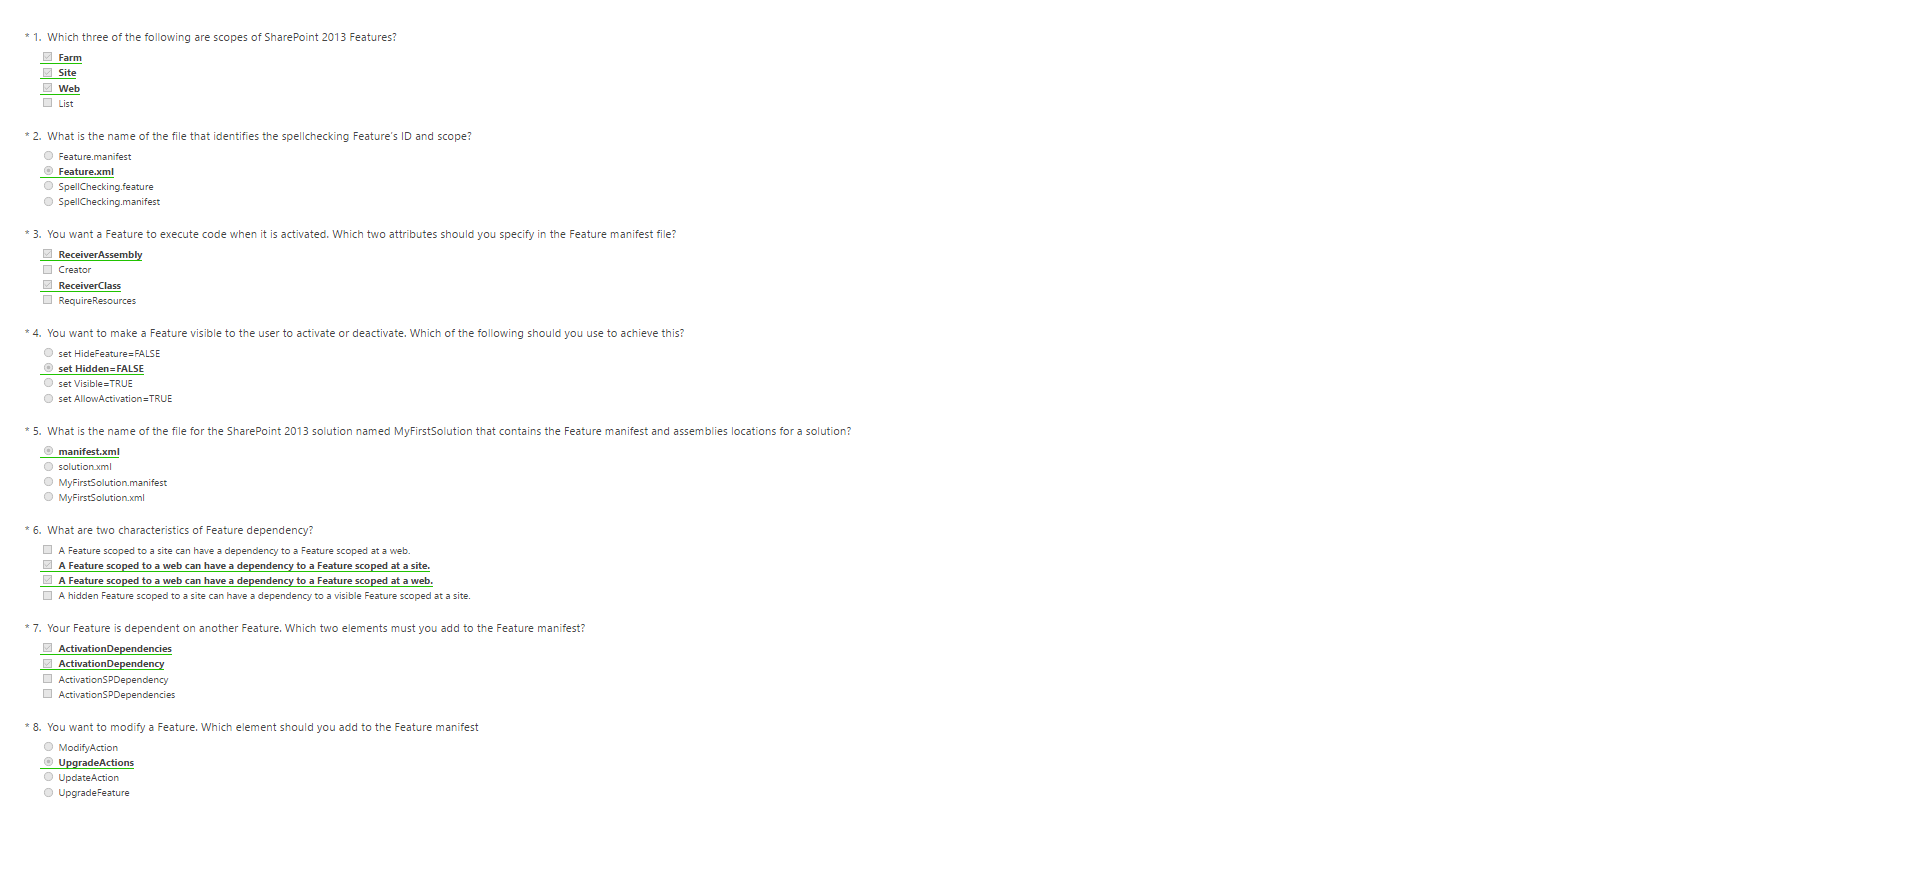 * 1. Which three of the following are scopes of SharePoint 2013 Features?
Farm
Site
Web
List
* 2. What is the name of the file that identifies the spellchecking Feature's ID and scope?
Feature.manifest
Feature.xml
SpellChecking.feature
SpellChecking.manifest
* 3. You want a Feature to execute code when it is activated. Which two attributes should you specify in the Feature manifest file?
ReceiverAssembly
Creator
ReceiverClass
RequireResources
* 4. You want to make a Feature visible to the user to activate or deactivate. Which of the following should you use to achieve this?
set HideFeature=FALSE
set Hidden=FALSE
set Visible=TRUE
set AllowActivation=TRUE
* 5. What is the name of the file for the SharePoint 2013 solution named MyFirstSolution that contains the Feature manifest and assemblies locations for a solution?
manifest.xml
solution.xml
MyFirstSolution.manifest
MyFirstSolution.xml
* 6. What are two characteristics of Feature dependency?
A Feature scoped to a site can have a dependency to a Feature scoped at a web.
A Feature scoped to a web can have a dependency to a Feature scoped at a site.
A Feature scoped to a web can have a dependency to a Feature scoped at a web.
A hidden Feature scoped to a site can have a dependency to a visible Feature scoped at a site.
* 7. Your Feature is dependent on another Feature. Which two elements must you add to the Feature manifest?
ActivationDependencies
ActivationDependency
ActivationSPDependency
ActivationSPDependencies
* 8. You want to modify a Feature. Which element should you add to the Feature manifest
ModifyAction
UpgradeActions
UpdateAction
UpgradeFeature